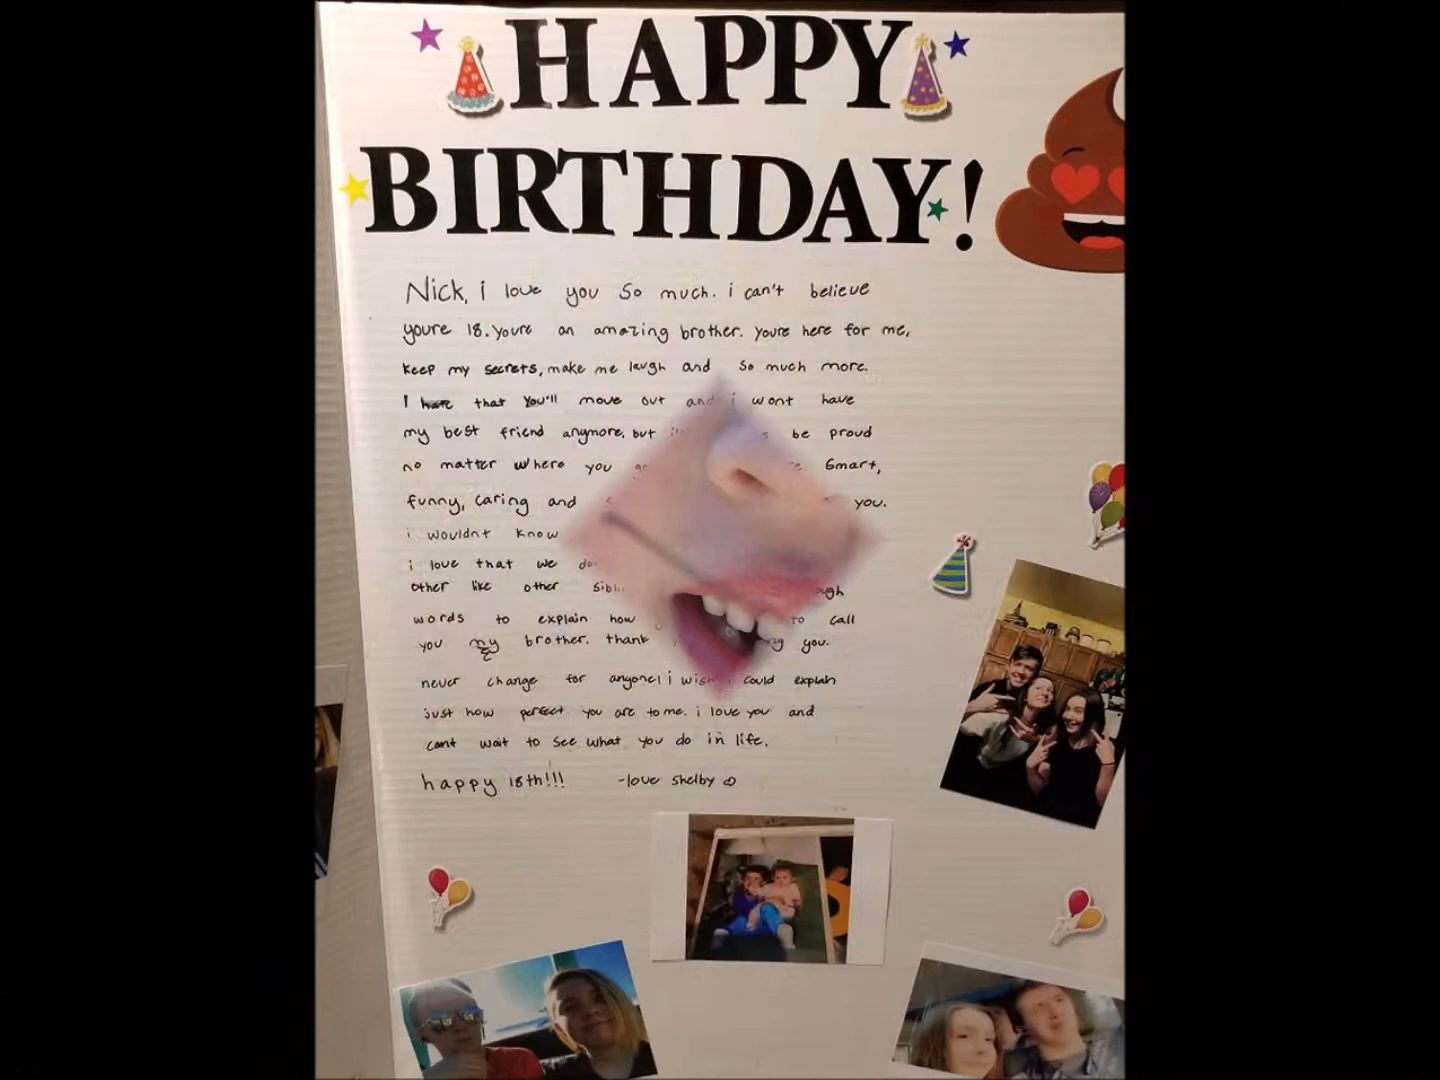 HAPPY
BIRTHDAY!
Nick, i love you so much. i can't believe
youre 18. youre an amazing brother. youre here for me,
keep my secrets, make me laugh and so much more.
I hate that you'll move out and i wont have
my best friend anymore, but be proud
no matter where you smart,
funny, caring and you.
i wouldnt know
i love that we
other like other
words to explain how to call
you my brother. thank you.
never change for anyone! i wish i could explain
just how perfect you are to me. i love you and
cant wait to see what you do in life.
happy 18th!!! -love shelby